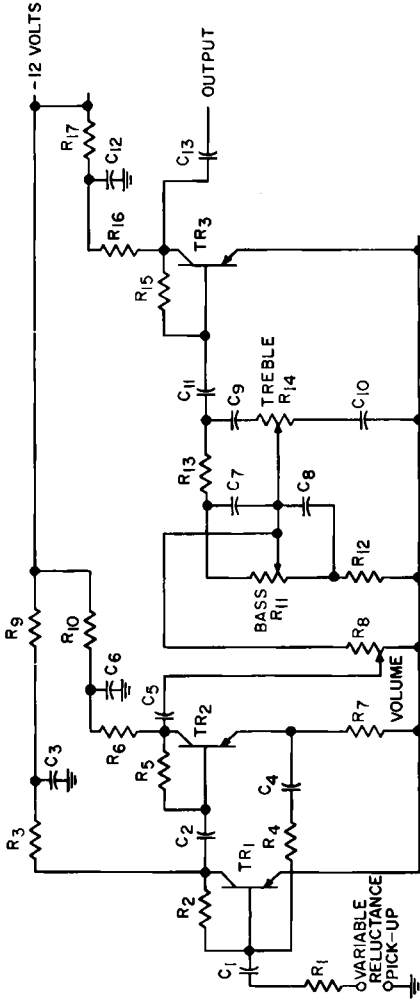 -12 VOLTS
R9
R17
R3
C3
R10
C12
C6
R16
C13
OUTPUT
R6
C5
R15
TR3
R5
TR2
C2
C11
R2
R13
C9
TREBLE
R14
C7
TR1
C4
BASS
R11
C8
C10
R4
R12
C1
R8
R7
VOLUME
R1
VARIABLE
RELUCTANCE
PICK-UP